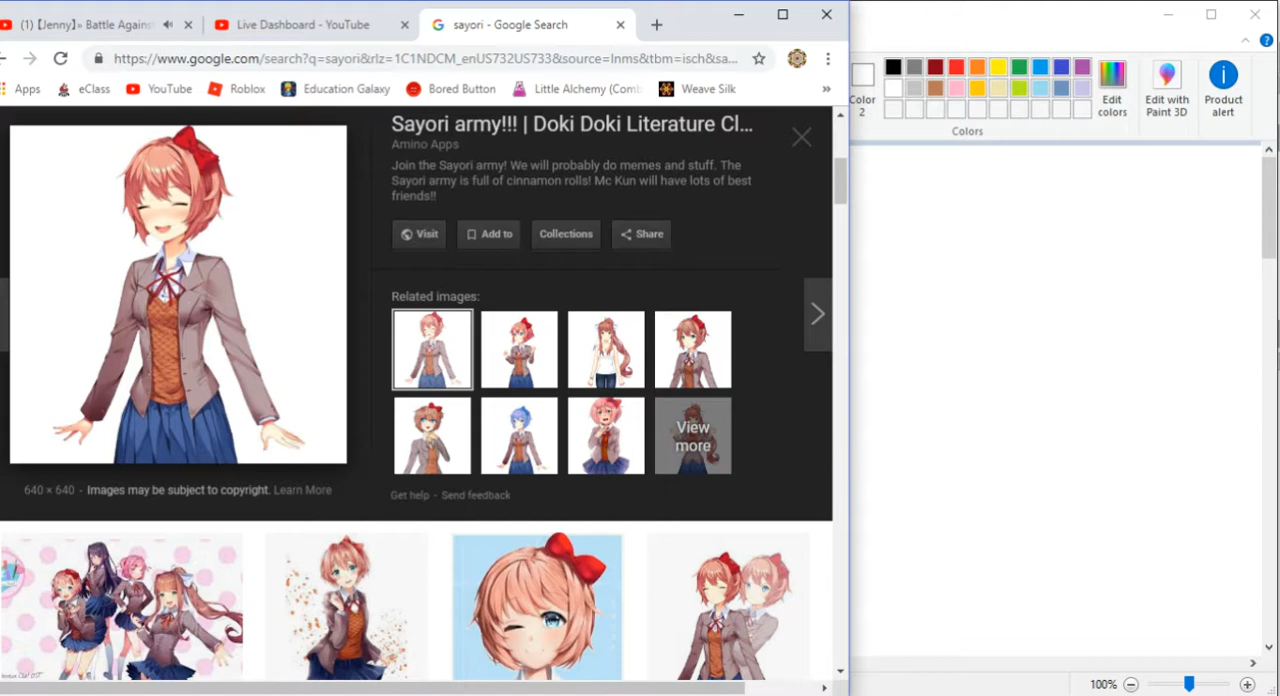 (1) 【Jenny】» Battle Against
Live Dashboard - YouTube
sayori - Google Search
https://www.google.com/search?q=sayori&rlz=1C1NDCM_enUS732US733&source=lnms&tbm=isch&sa...
Apps
eClass
YouTube
Roblox
Education Galaxy
Bored Button
Little Alchemy (Comb
Weave Silk
»
Sayori army!!! | Doki Doki Literature Cl...
Amino Apps
Join the Sayori army! We will probably do memes and stuff. The
Sayori army is full of cinnamon rolls! Mc Kun will have lots of best
friends!!
Visit
Add to
Collections
Share
Related images:
View
more
640 × 640 - Images may be subject to copyright. Learn More
Get help - Send feedback
Color
2
Edit
colors
Edit with
Paint 3D
Product
alert
Colors
100%